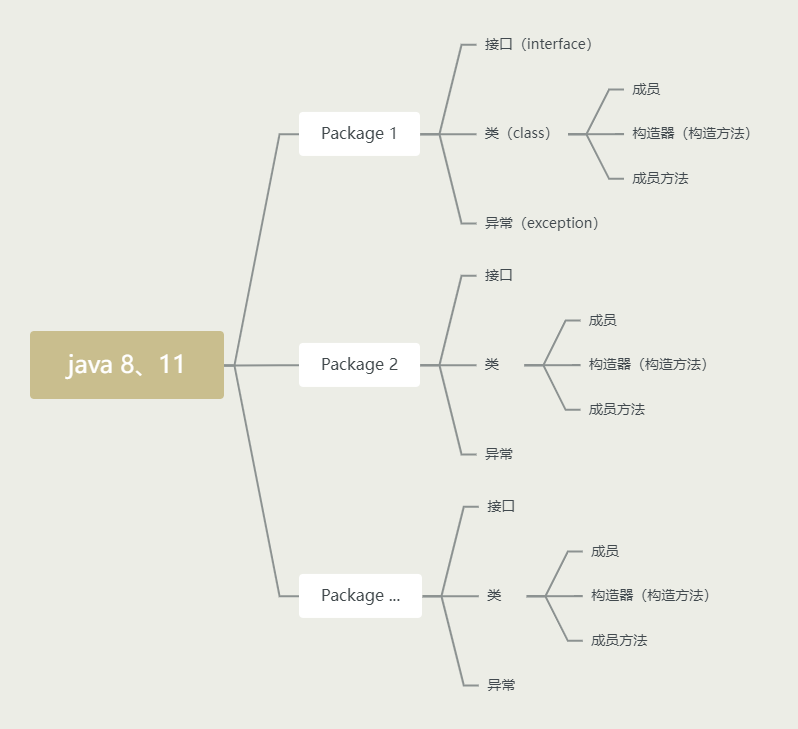 java 8、11
Package 1
接口（interface）
类（class）
成员
构造器（构造方法）
成员方法
异常（exception）
Package 2
接口
类
成员
构造器（构造方法）
成员方法
异常
Package ...
接口
类
成员
构造器（构造方法）
成员方法
异常